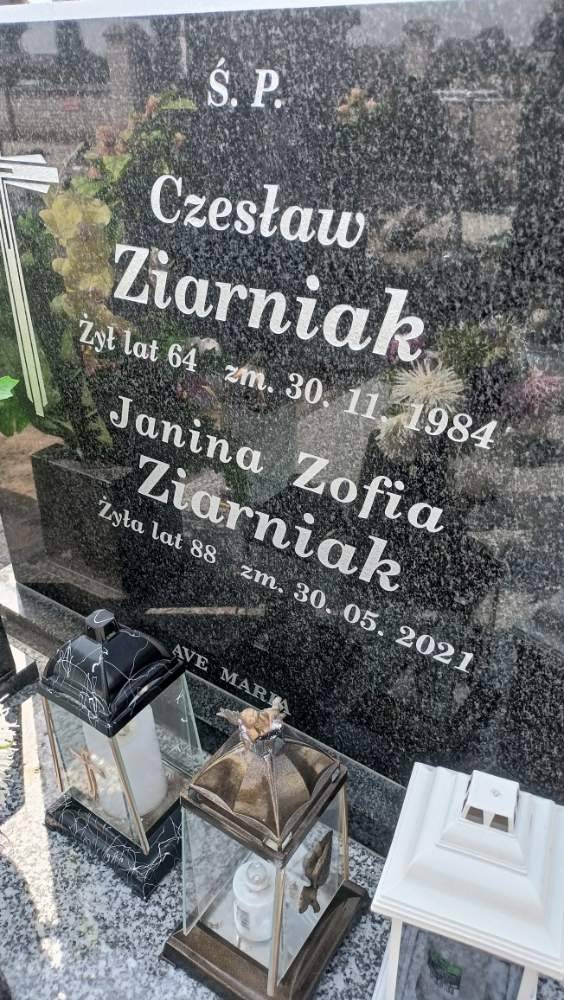 Ś. P.
Czesław
Ziarniak
Żył lat 64 zm. 30. 11. 1984
Janina Zofia
Ziarniak
Żyła lat 88 zm. 30. 05. 2021
AVE MARIA